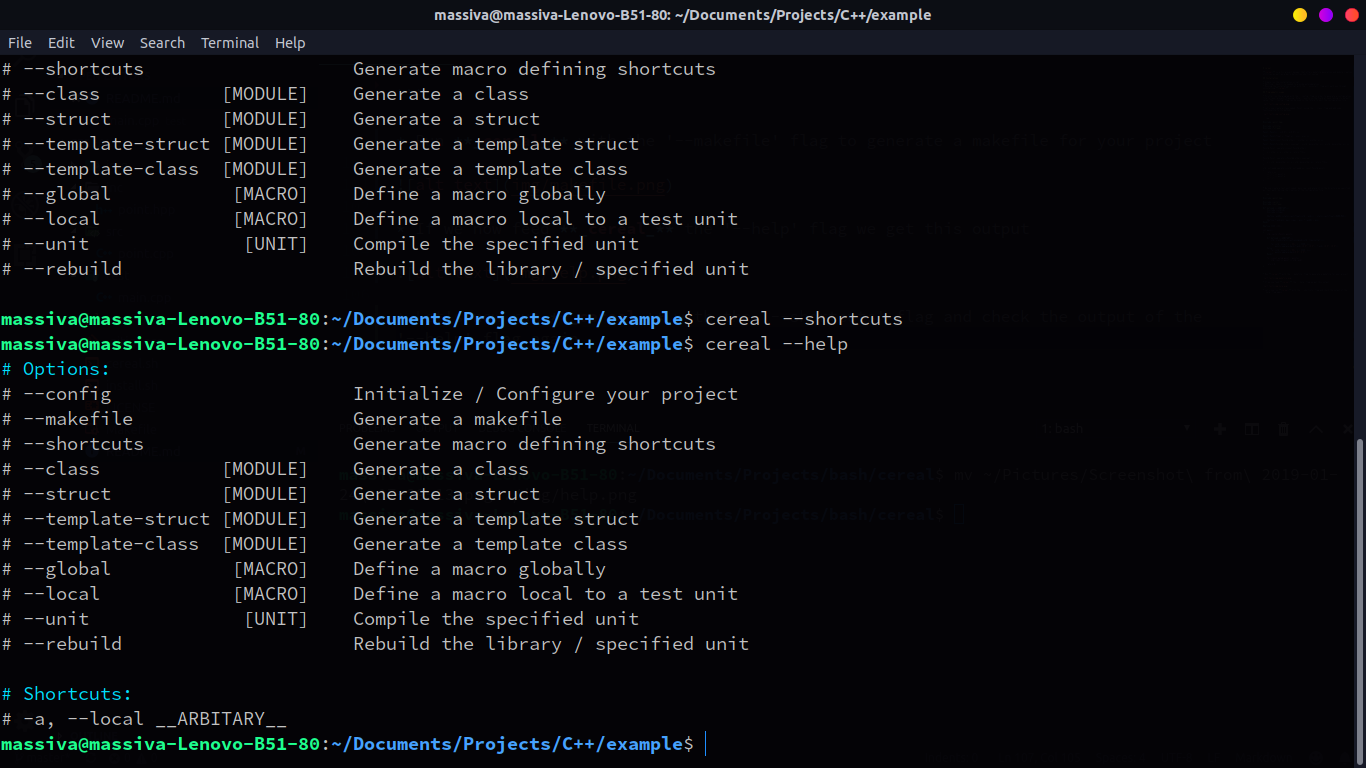 massiva@massiva-Lenovo-B51-80: ~/Documents/Projects/C++/example
File Edit View Search Terminal Help
# --shortcuts Generate macro defining shortcuts
# --class [MODULE] Generate a class
# --struct [MODULE] Generate a struct
# --template-struct [MODULE] Generate a template struct
# --template-class [MODULE] Generate a template class
# --global [MACRO] Define a macro globally
# --local [MACRO] Define a macro local to a test unit
# --unit [UNIT] Compile the specified unit
# --rebuild Rebuild the library / specified unit
massiva@massiva-Lenovo-B51-80:~/Documents/Projects/C++/example$ cereal --shortcuts
massiva@massiva-Lenovo-B51-80:~/Documents/Projects/C++/example$ cereal --help
# Options:
# --config Initialize / Configure your project
# --makefile Generate a makefile
# --shortcuts Generate macro defining shortcuts
# --class [MODULE] Generate a class
# --struct [MODULE] Generate a struct
# --template-struct [MODULE] Generate a template struct
# --template-class [MODULE] Generate a template class
# --global [MACRO] Define a macro globally
# --local [MACRO] Define a macro local to a test unit
# --unit [UNIT] Compile the specified unit
# --rebuild Rebuild the library / specified unit
# Shortcuts:
# -a, --local __ARBITARY__
massiva@massiva-Lenovo-B51-80:~/Documents/Projects/C++/example$